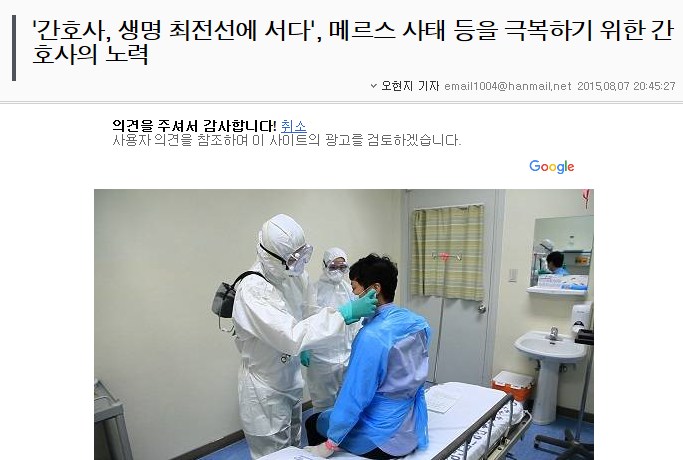 '간호사, 생명 최전선에 서다', 메르스 사태 등을 극복하기 위한 간
호사의 노력
오현지 기자 email1004@hanmail.net 2015.08.07 20:45:27
의견을 주셔서 감사합니다! 취소
사용자 의견을 참조하여 이 사이트의 광고를 검토하겠습니다.
Google